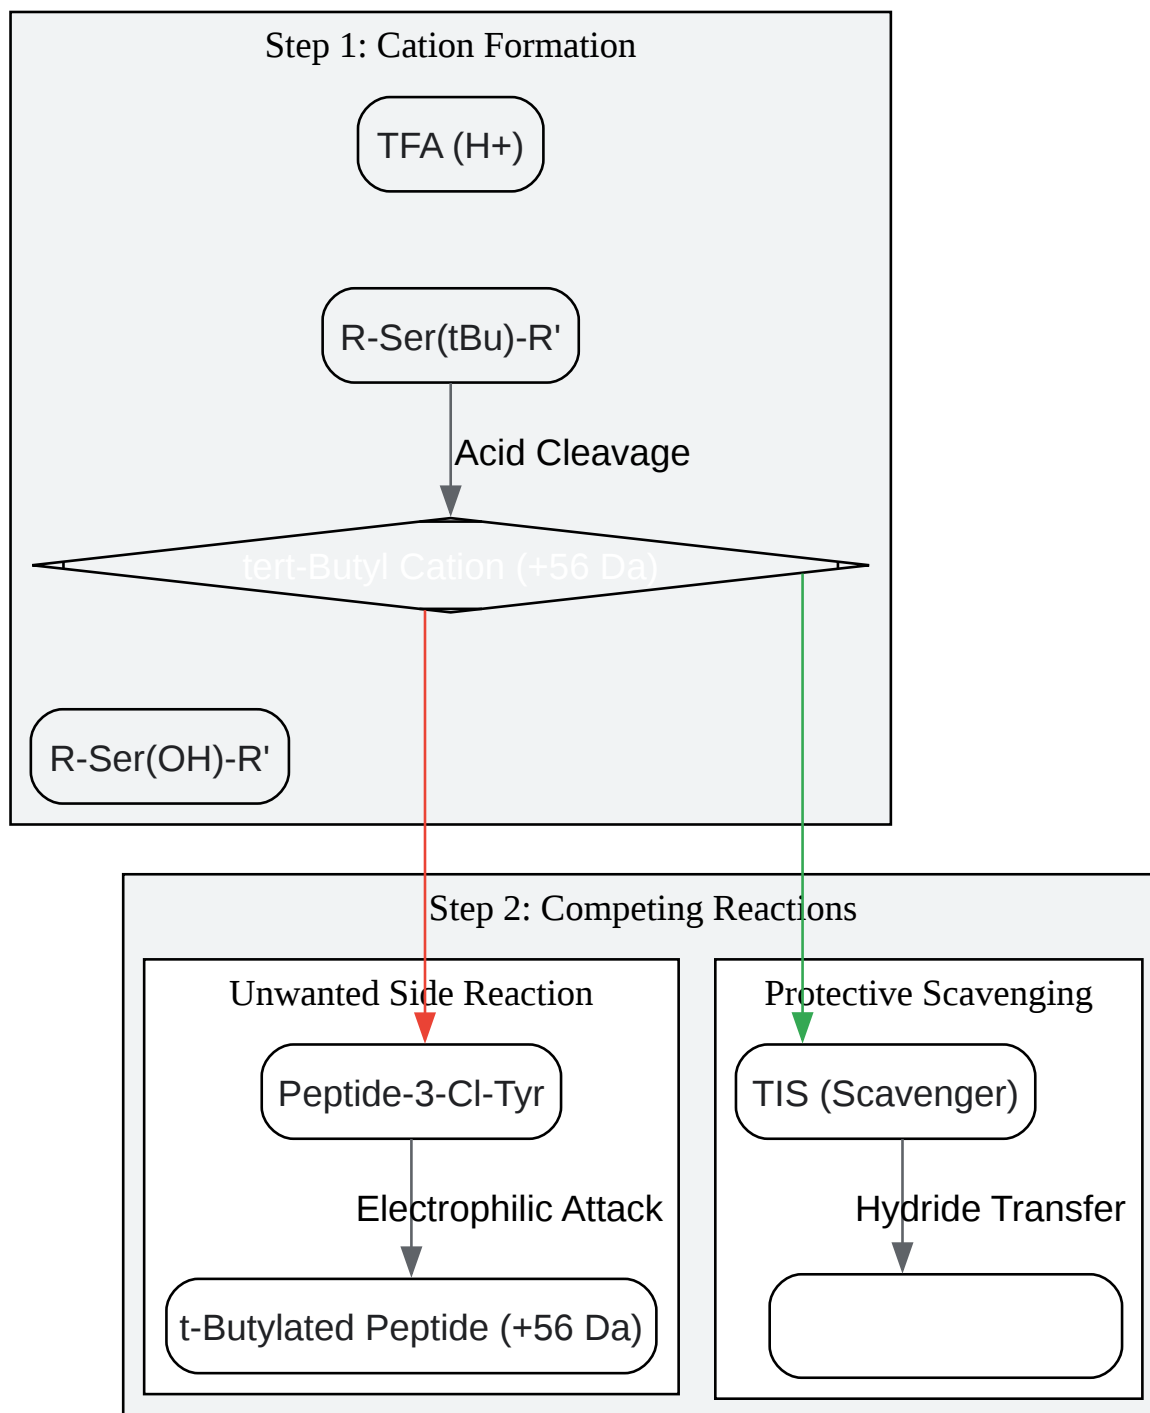 Step 1: Cation Formation
TFA (H+)
R-Ser(tBu)-R'
Acid Cleavage
tert-Butyl Cation (+56 Da)
R-Ser(OH)-R'
Step 2: Competing Reactions
Unwanted Side Reaction
Protective Scavenging
Peptide-3-Cl-Tyr
TIS (Scavenger)
Electrophilic Attack
Hydride Transfer
t-Butylated Peptide (+56 Da)